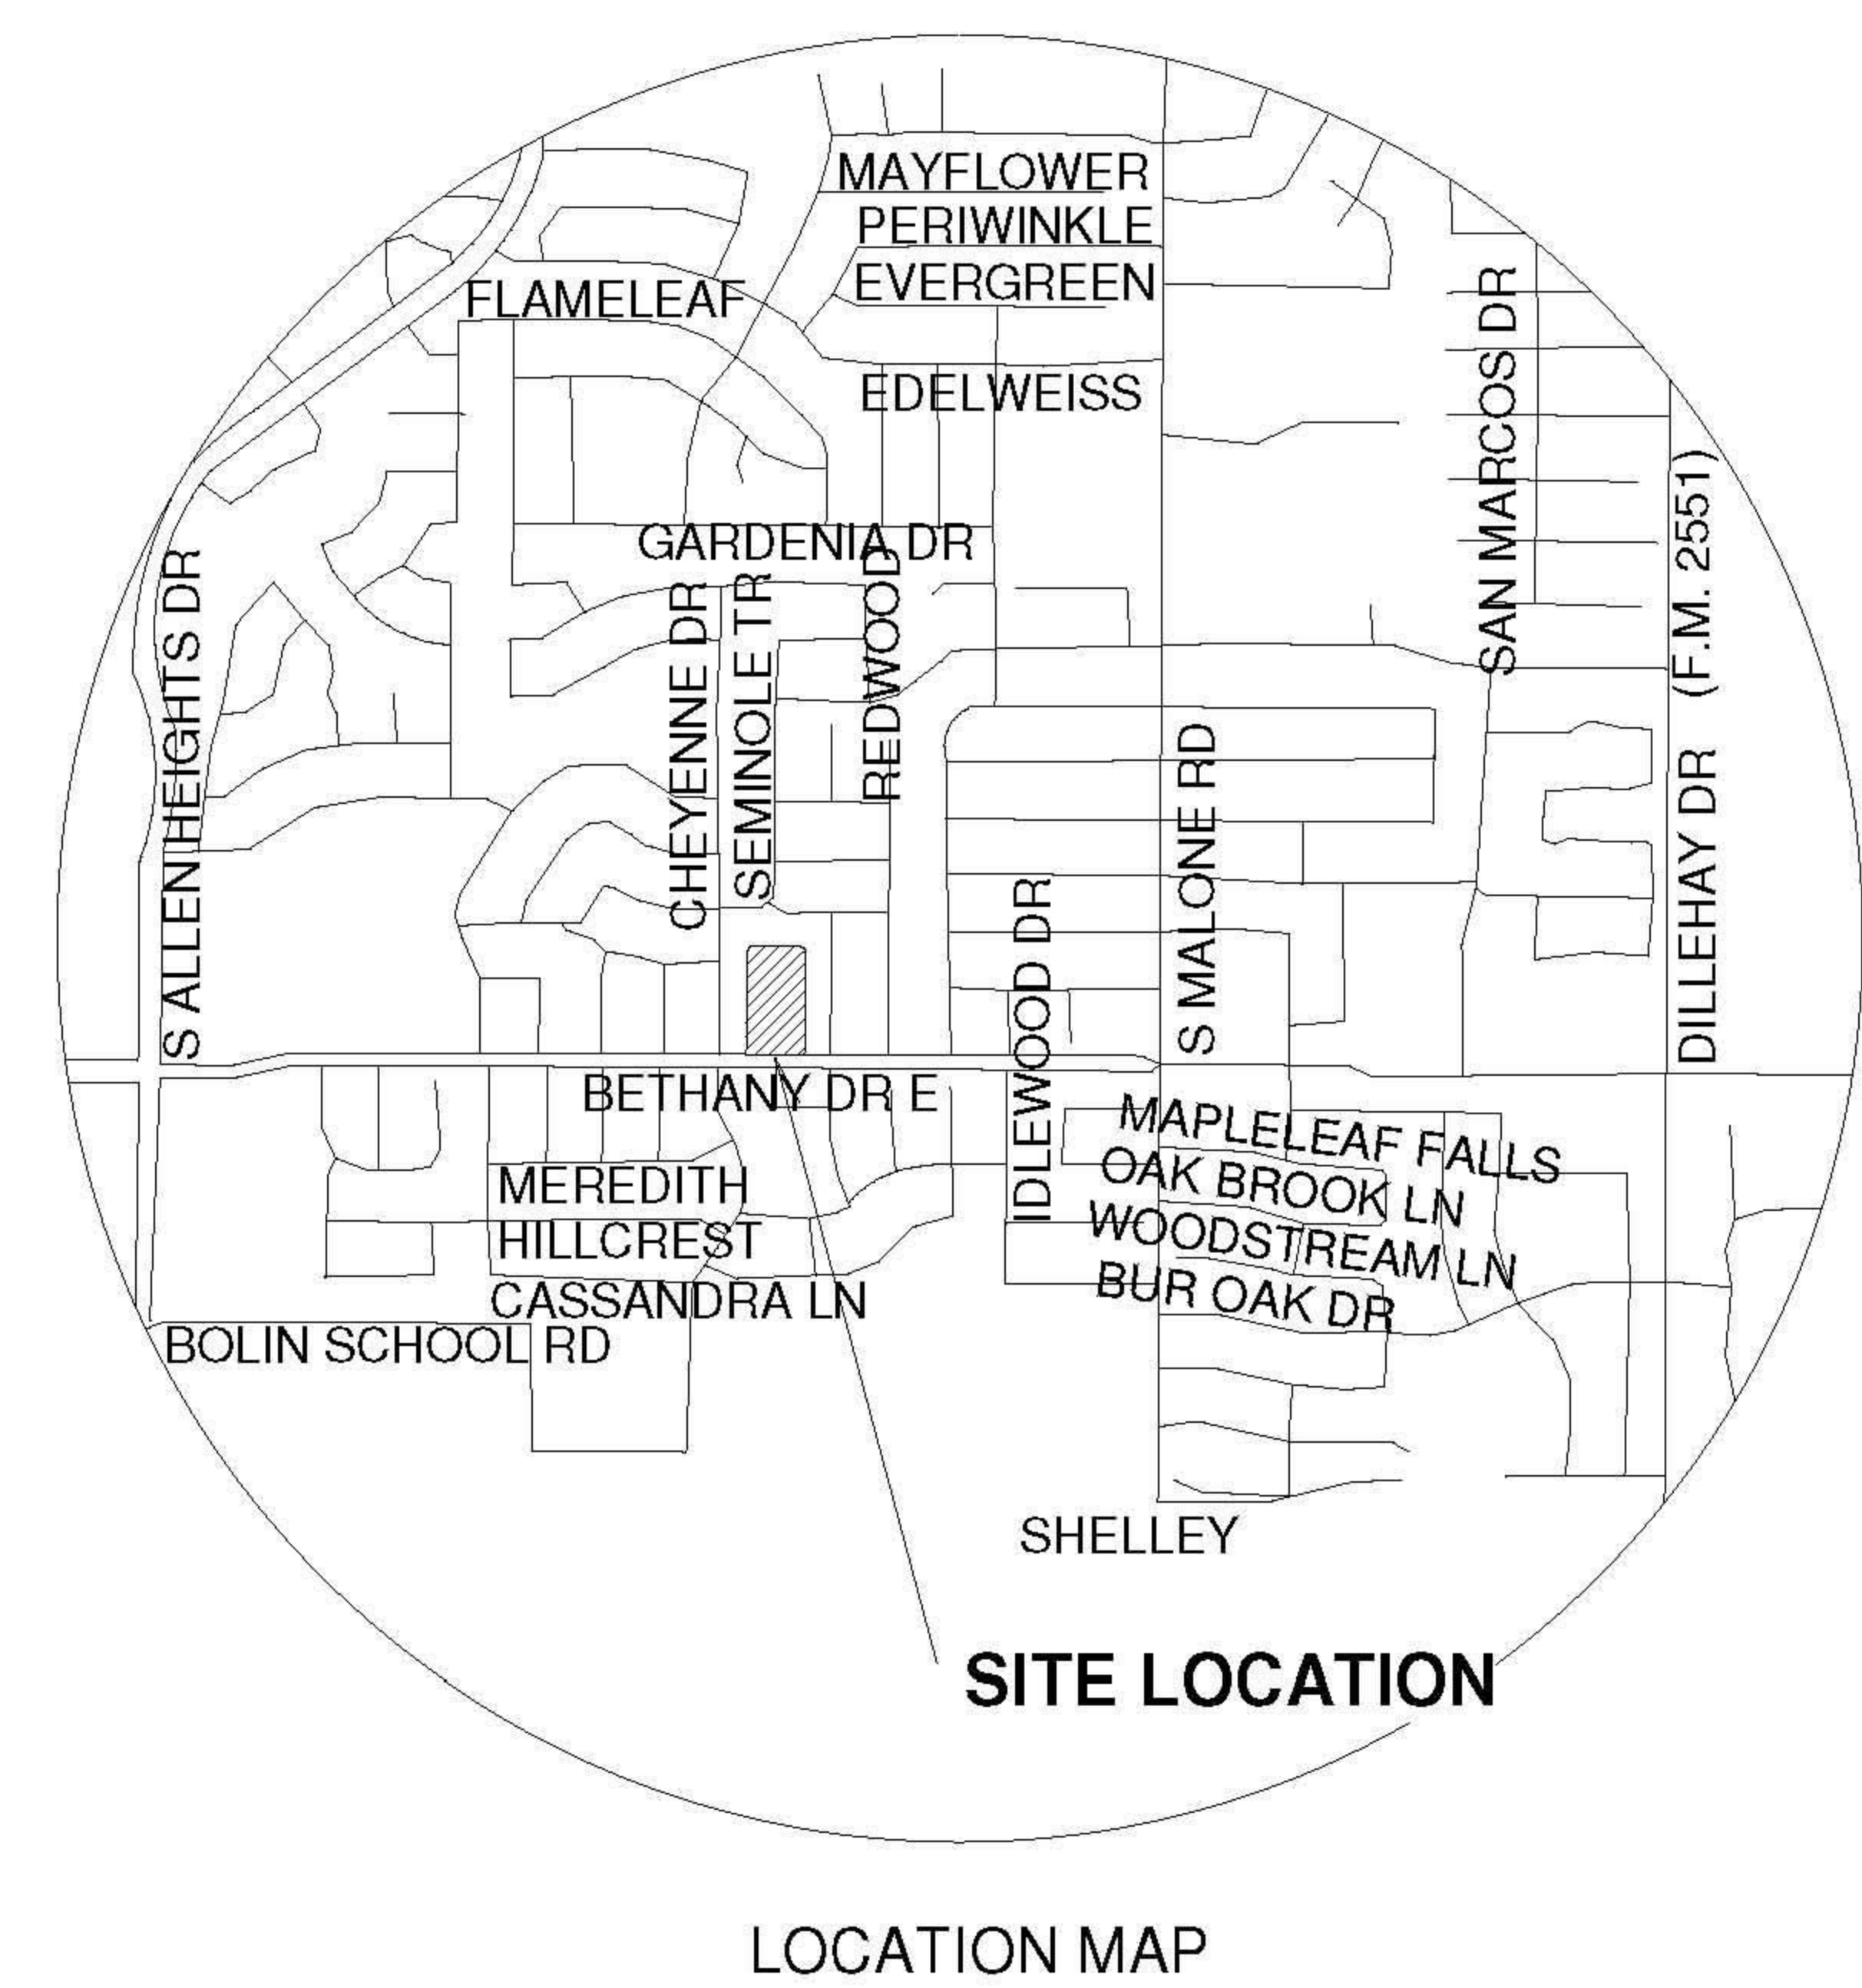 MAYFLOWER
PERIWINKLE
EVERGREEN
FLAMELEAF
EDELWEISS
GARDENIA DR
S ALLEN HEIGHTS DR
CHEYENNE DR
SEMINOLE TR
REDWOOD
IDLEWOOD DR
S MALONE RD
SAN MARCOS DR
DILLEHAY DR (F.M. 2551)
BETHANY DR E
MEREDITH
HILLCREST
CASSANDRA LN
BOLIN SCHOOL RD
MAPLELEAF FALLS
OAK BROOK LN
WOODSTREAM LN
BUR OAK DR
SHELLEY
SITE LOCATION
LOCATION MAP